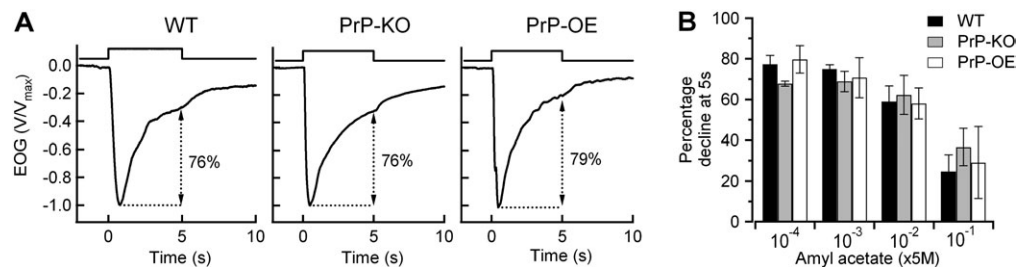 A
WT
PrP-KO
PrP-OE
EOG (V/Vmax)
0.0
-0.2
-0.4
-0.6
-0.8
-1.0
76%
76%
79%
0 5 10
0 5 10
0 5 10
Time (s)
Time (s)
Time (s)
B
WT
PrP-KO
PrP-OE
Percentage
decline at 5s
100
80
60
40
20
0
10-4 10-3 10-2 10-1
Amyl acetate (x5M)